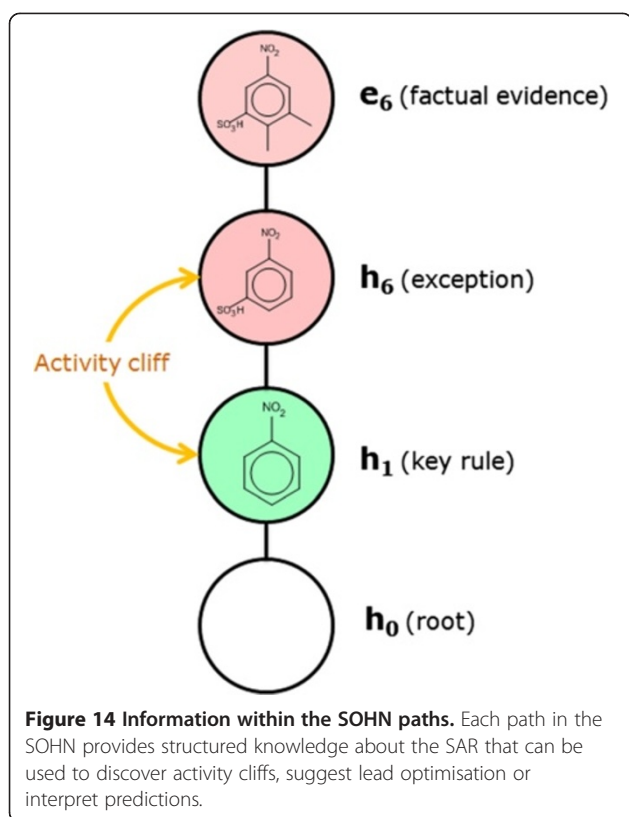 NO₂
SO₃H
e₆ (factual evidence)
NO₂
SO₃H
h₆ (exception)
Activity cliff
NO₂
h₁ (key rule)
h₀ (root)
Figure 14 Information within the SOHN paths. Each path in the
SOHN provides structured knowledge about the SAR that can be
used to discover activity cliffs, suggest lead optimisation or
interpret predictions.